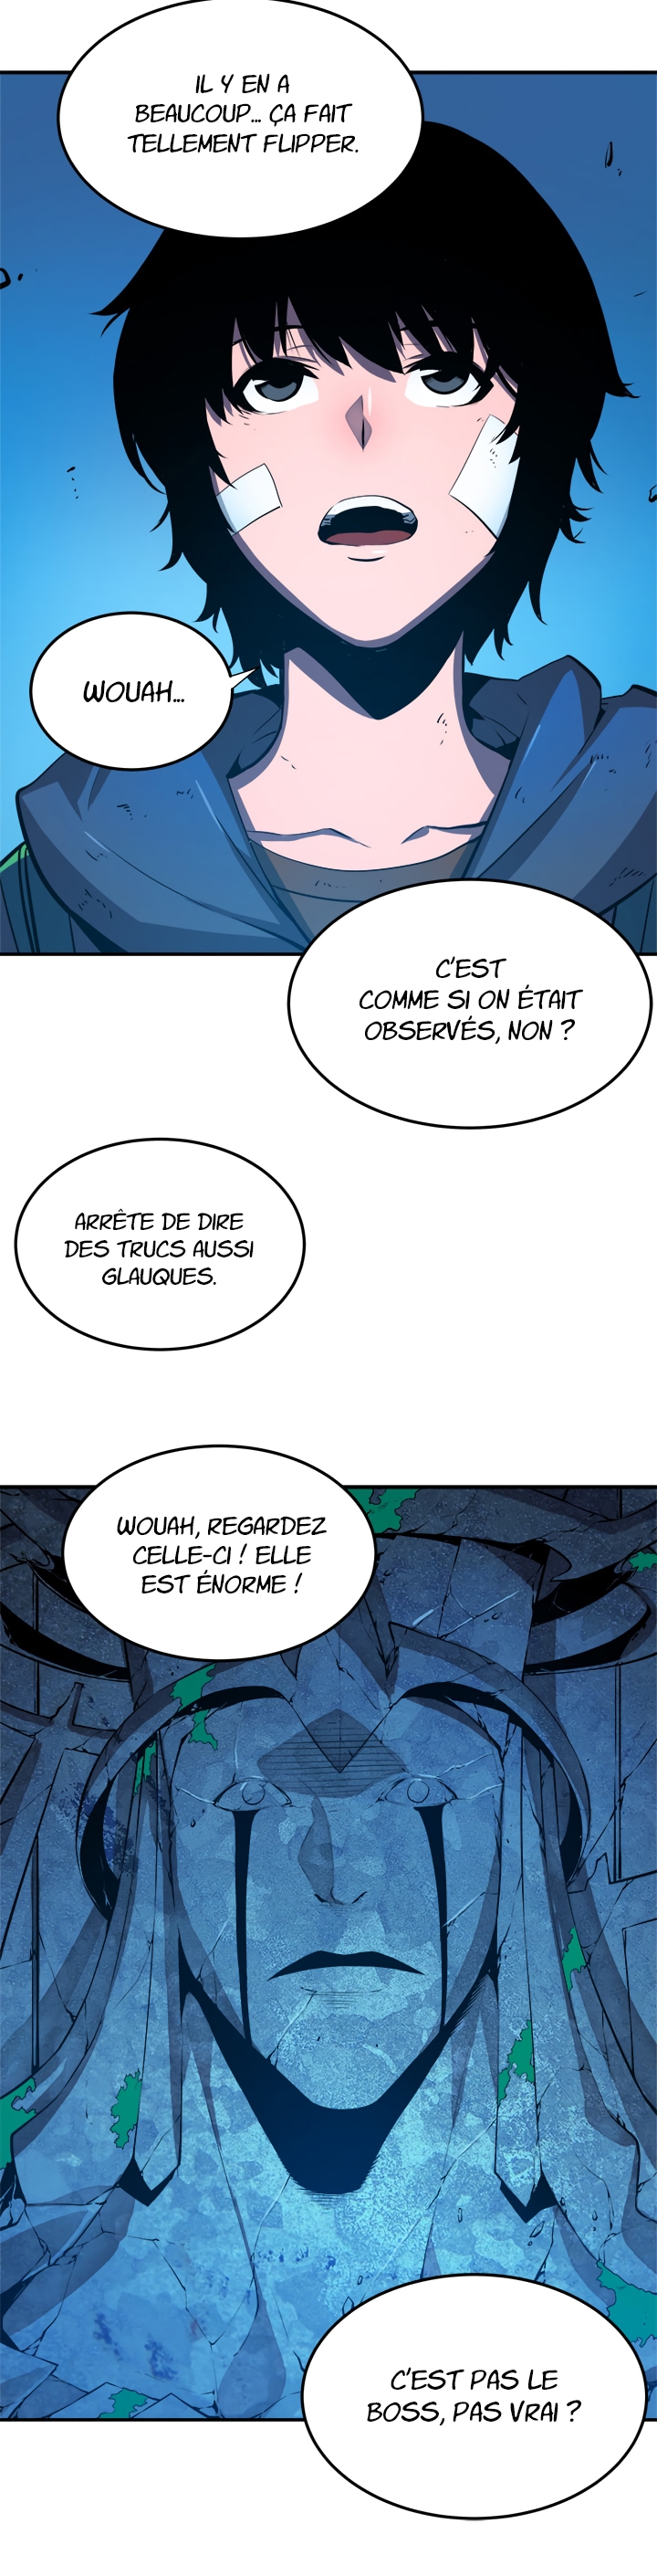 IL Y EN A
BEAUCOUP... ÇA FAIT
TELLEMENT FLIPPER.
WOUAH...
C'EST
COMME SI ON ÉTAIT
OBSERVÉS, NON ?
ARRÊTE DE DIRE
DES TRUCS AUSSI
GLAUQUES.
WOUAH, REGARDEZ
CELLE-CI ! ELLE
EST ÉNORME !
C'EST PAS LE
BOSS, PAS VRAI ?